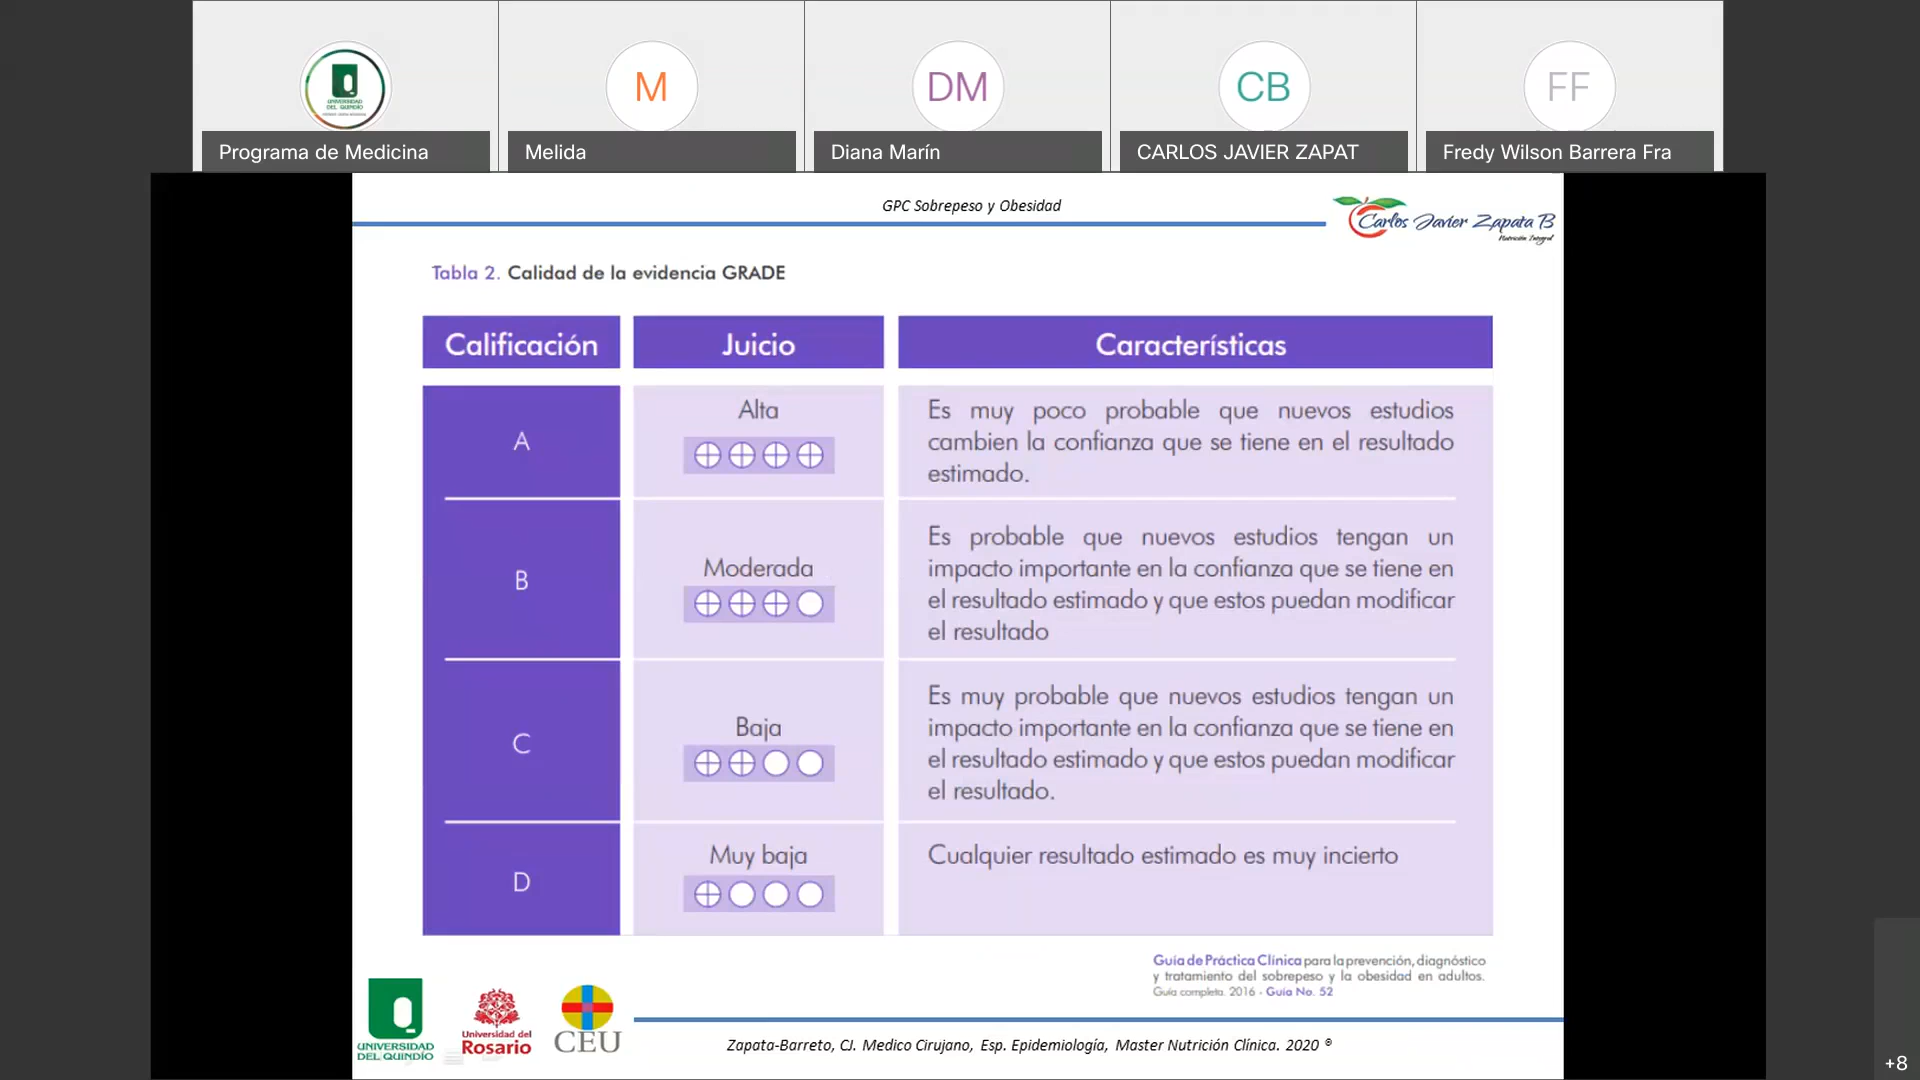 UNIVERSIDAD
DEL QUINDÍO
M
DM
CB
FF
Programa de Medicina
Melida
Diana Marín
CARLOS JAVIER ZAPAT
Fredy Wilson Barrera Fra
GPC Sobrepeso y Obesidad
Carlos Javier Zapata B
Nutrición Integral
Tabla 2. Calidad de la evidencia GRADE
Calificación
Juicio
Características
A
Alta
Es muy poco probable que nuevos estudios
cambien la confianza que se tiene en el resultado
estimado.
B
Moderada
Es probable que nuevos estudios tengan un
impacto importante en la confianza que se tiene en
el resultado estimado y que estos puedan modificar
el resultado
C
Baja
Es muy probable que nuevos estudios tengan un
impacto importante en la confianza que se tiene en
el resultado estimado y que estos puedan modificar
el resultado.
D
Muy baja
Cualquier resultado estimado es muy incierto
Guía de Práctica Clínica para la prevención, diagnóstico
y tratamiento del sobrepeso y la obesidad en adultos.
Guía completa. 2016 - Guía No. 52
UNIVERSIDAD
DEL QUINDÍO
Universidad del
Rosario
CEU
Zapata-Barreto, CJ. Medico Cirujano, Esp. Epidemiología, Master Nutrición Clínica. 2020 ®
+8